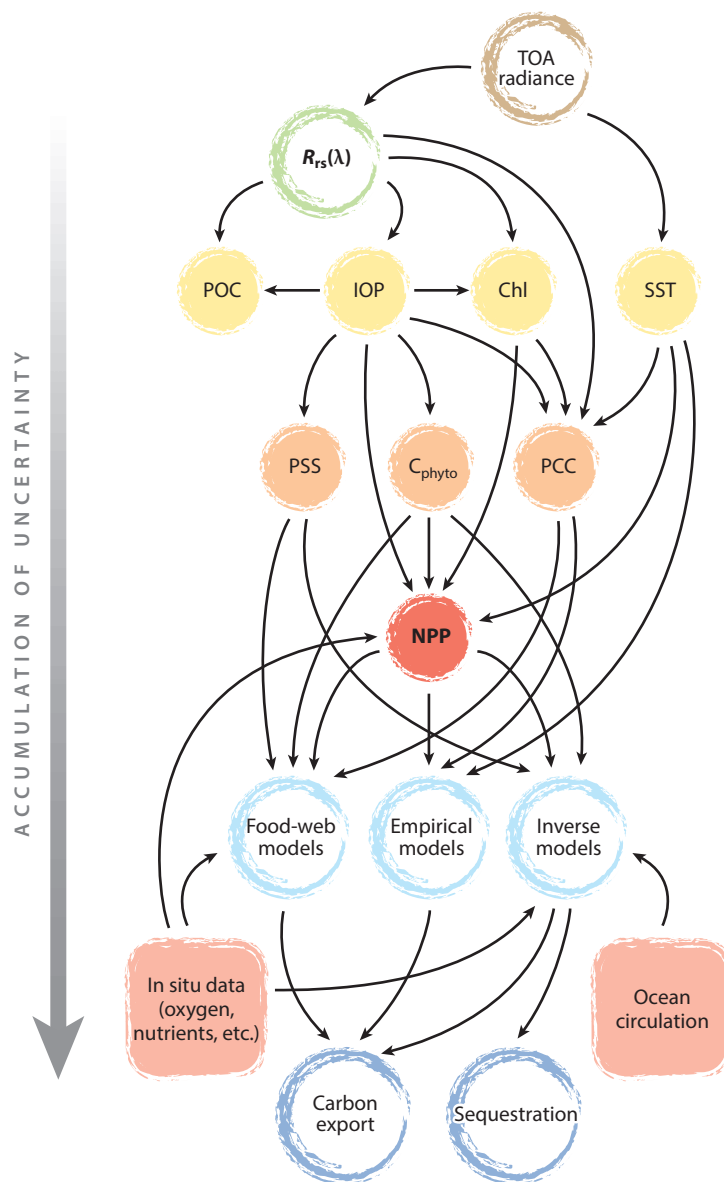 TOA
radiance
Rrs(λ)
POC
IOP
Chl
SST
ACCUMULATION OF UNCERTAINTY
PSS
Cphyto
PCC
NPP
Food-web
models
Empirical
models
Inverse
models
In situ data
(oxygen,
nutrients, etc.)
Ocean
circulation
Carbon
export
Sequestration